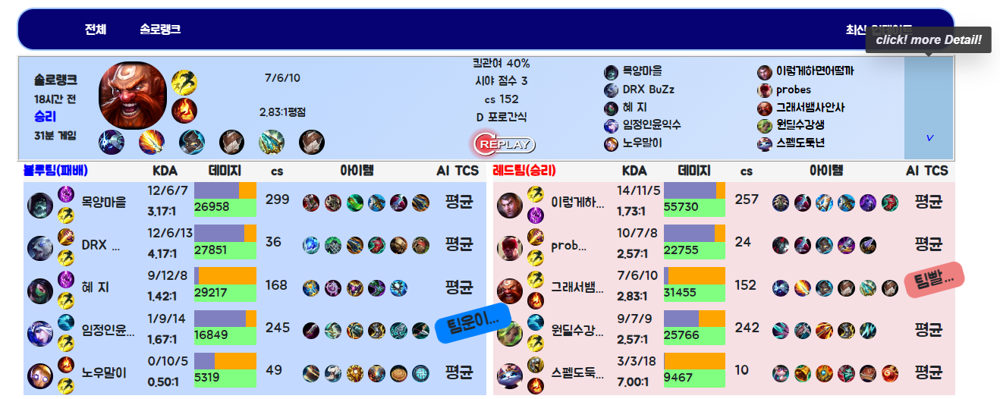 전체 솔로랭크 최신 업데이트
click! more Detail!
솔로랭크
18시간 전
승리
31분 게임
7/6/10
2.83:1평점
킬관여 40%
시야 점수 3
cs 152
D 포로간식
REPLAY
목양마을
DRX BuZz
혜 지
임정인윤익수
노우말이
이렇게하면어떨까
probes
그래서뱀사안사
원딜수강생
스펠도둑년
v
블루팀(패배) KDA 데미지 cs 아이템 AI TCS
목양마을 12/6/7 3.17:1 26958 299 평균
DRX ... 12/6/13 4.17:1 27851 36 평균
혜 지 9/12/8 1.42:1 29217 168 평균
임정인윤... 1/9/14 1.67:1 16849 245 팀운이...
노우말이 0/10/5 0.50:1 5319 49 평균
레드팀(승리) KDA 데미지 cs 아이템 AI TCS
이렇게하... 14/11/5 1.73:1 55730 257 평균
prob... 10/7/8 2.57:1 22755 24 평균
그래서뱀... 7/6/10 2.83:1 31455 152 팀빨...
원딜수강... 9/7/9 2.57:1 25766 242 평균
스펠도둑... 3/3/18 7.00:1 9467 10 평균